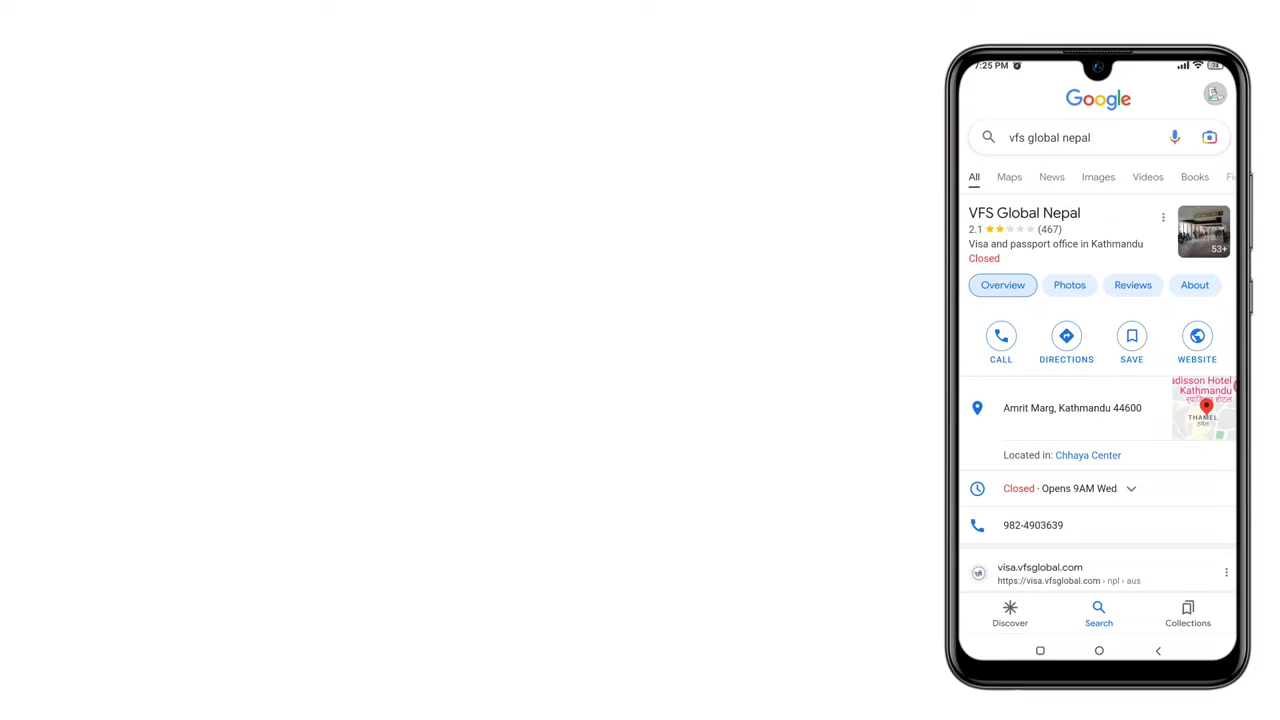 7:25 PM
Google
vfs global nepal
All Maps News Images Videos Books Fi
VFS Global Nepal
53+
2.1 (467)
Visa and passport office in Kathmandu
Closed
Overview Photos Reviews About
CALL DIRECTIONS SAVE WEBSITE
adisson Hotel
Kathmandu
Amrit Marg, Kathmandu 44600
THAMEL
ठमेल
Located in: Chhaya Center
Closed · Opens 9AM Wed
982-4903639
visa.vfsglobal.com
https://visa.vfsglobal.com › npl › aus
Discover Search Collections